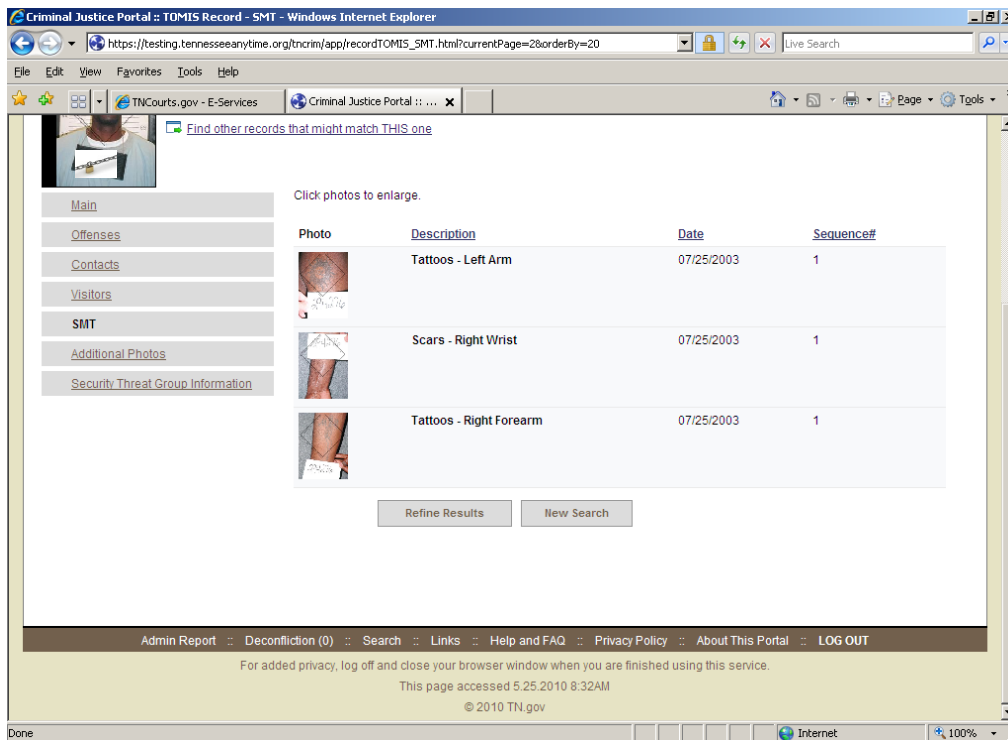 Criminal Justice Portal :: TOMIS Record - SMT - Windows Internet Explorer
https://testing.tennesseeanytime.org/tncrim/app/recordTOMIS_SMT.html?currentPage=2&orderBy=20
Live Search
File Edit View Favorites Tools Help
TNCourts.gov - E-Services
Criminal Justice Portal :: ...
Page
Tools
Find other records that might match THIS one
Main
Offenses
Contacts
Visitors
SMT
Additional Photos
Security Threat Group Information
Click photos to enlarge.
Photo Description Date Sequence#
Tattoos - Left Arm 07/25/2003 1
Scars - Right Wrist 07/25/2003 1
Tattoos - Right Forearm 07/25/2003 1
Refine Results New Search
Admin Report :: Deconfliction (0) :: Search :: Links :: Help and FAQ :: Privacy Policy :: About This Portal :: LOG OUT
For added privacy, log off and close your browser window when you are finished using this service.
This page accessed 5.25.2010 8:32AM
© 2010 TN.gov
Done
Internet
100%